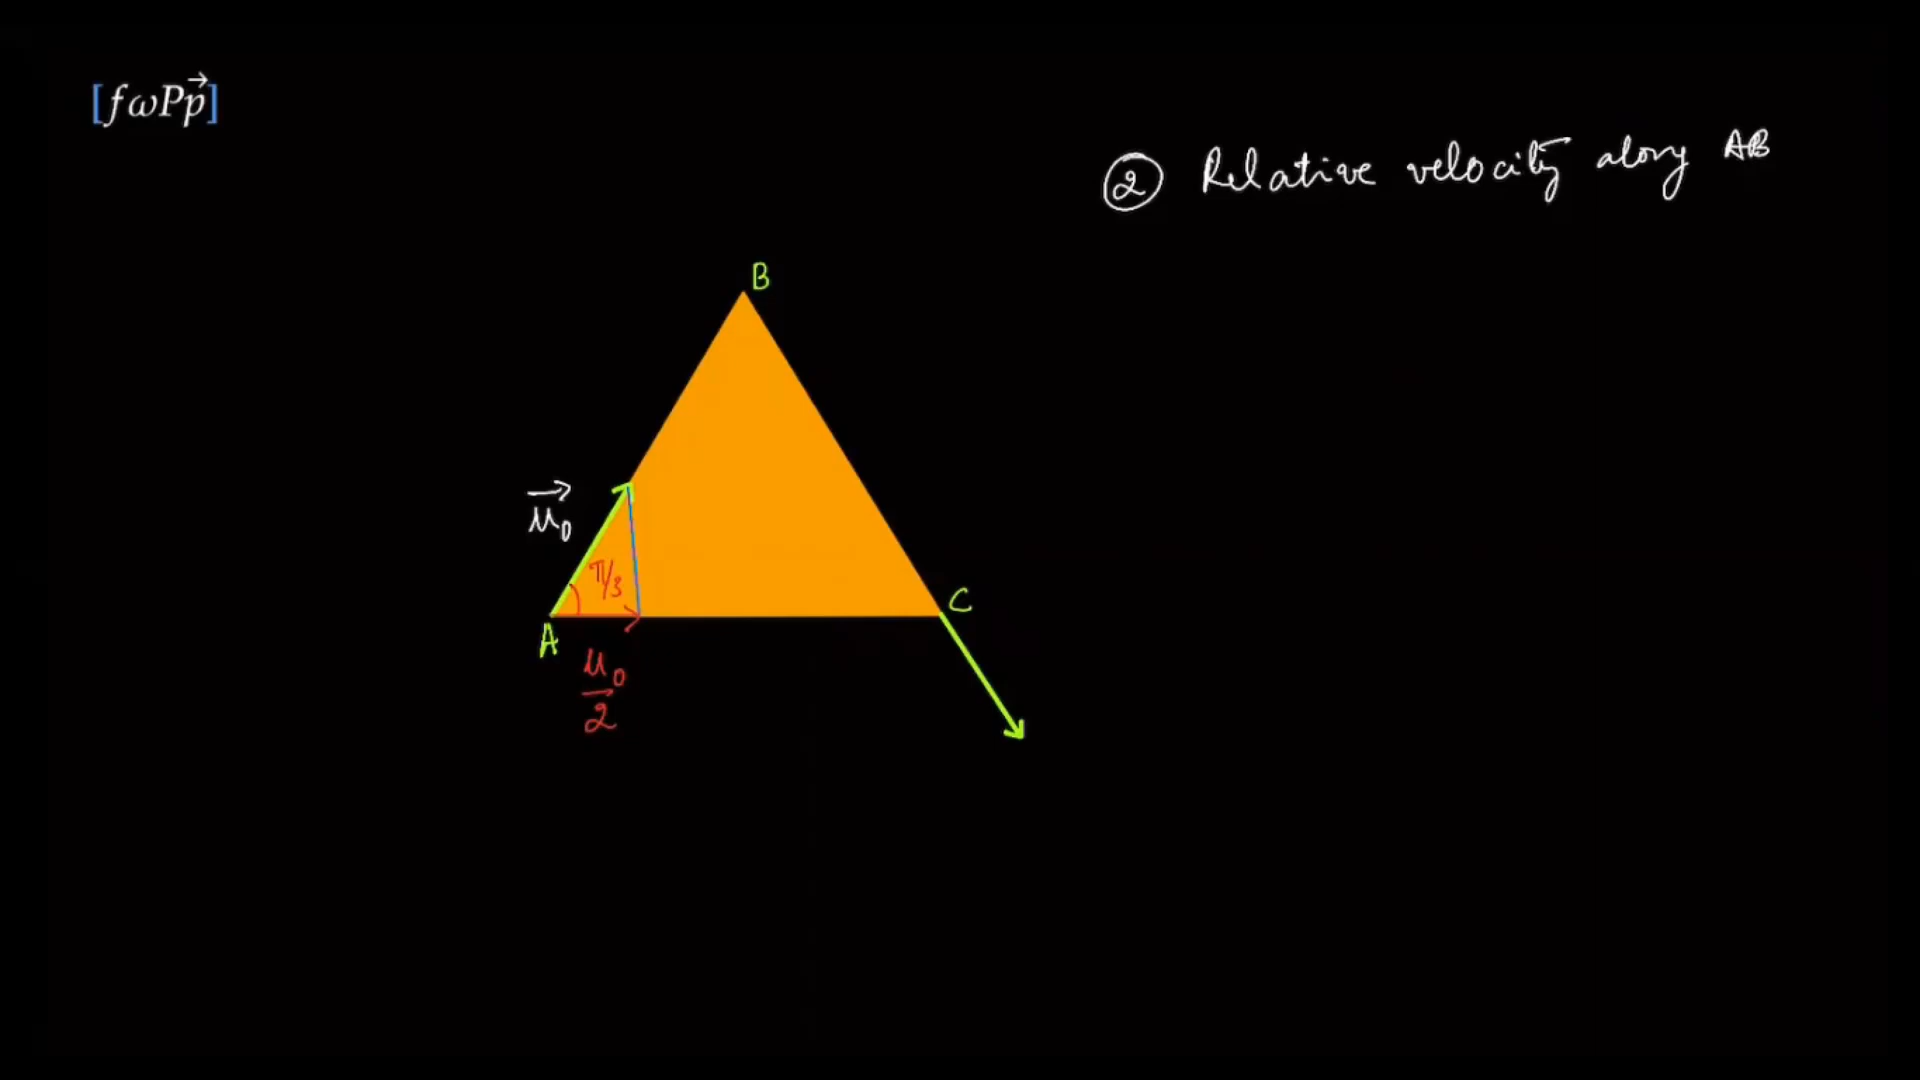 [fωPp⃗]
② Relative velocity along AB
B
u⃗₀
π/3
C
A
u₀/2